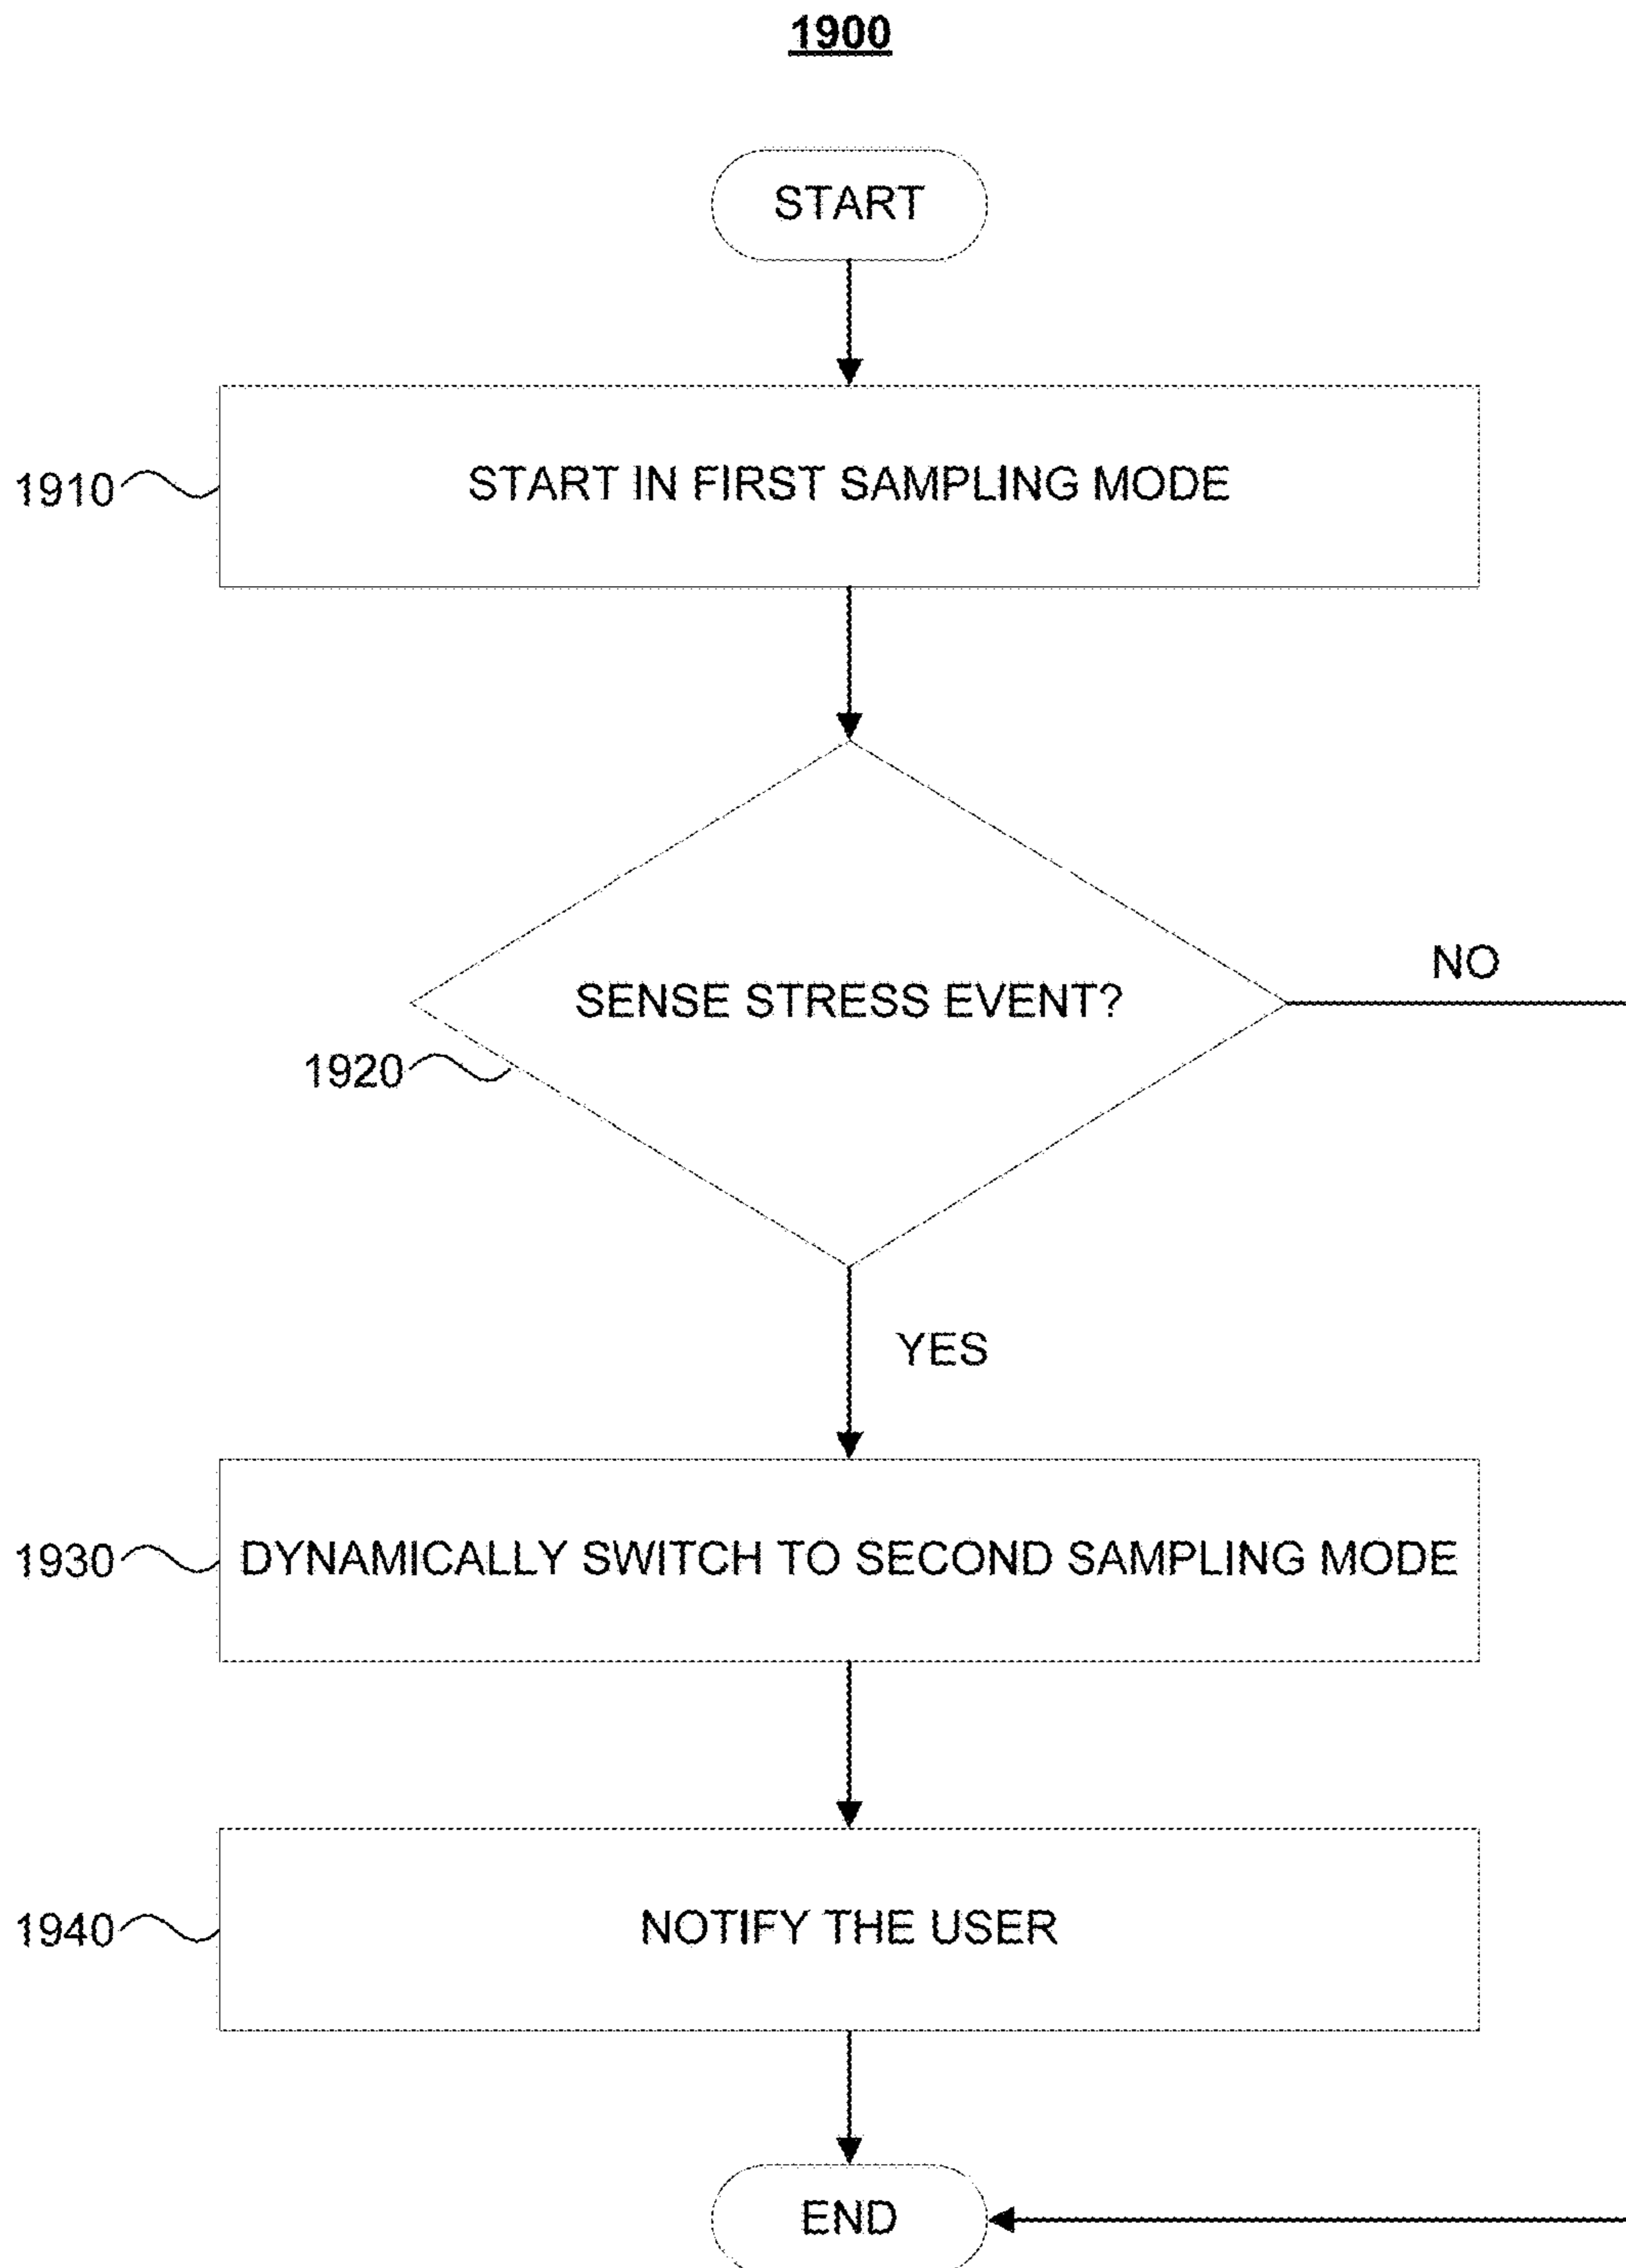 1900
START
1910
START IN FIRST SAMPLING MODE
SENSE STRESS EVENT?
NO
1920
YES
1930
DYNAMICALLY SWITCH TO SECOND SAMPLING MODE
1940
NOTIFY THE USER
END